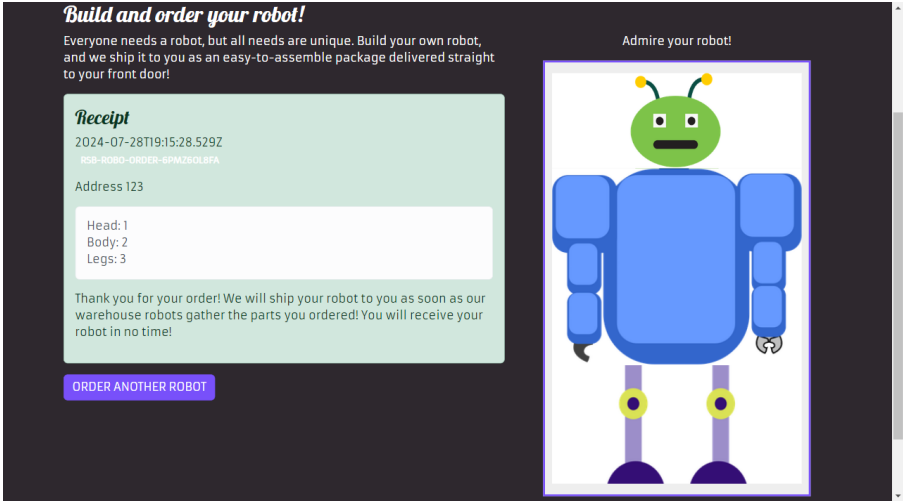 Build and order your robot!
Everyone needs a robot, but all needs are unique. Build your own robot,
and we ship it to you as an easy-to-assemble package delivered straight
to your front door!
Receipt
2024-07-28T19:15:28.529Z
RSB-ROBO-ORDER-6PMZ6OL8FA
Address 123
Head: 1
Body: 2
Legs: 3
Thank you for your order! We will ship your robot to you as soon as our
warehouse robots gather the parts you ordered! You will receive your
robot in no time!
ORDER ANOTHER ROBOT
Admire your robot!